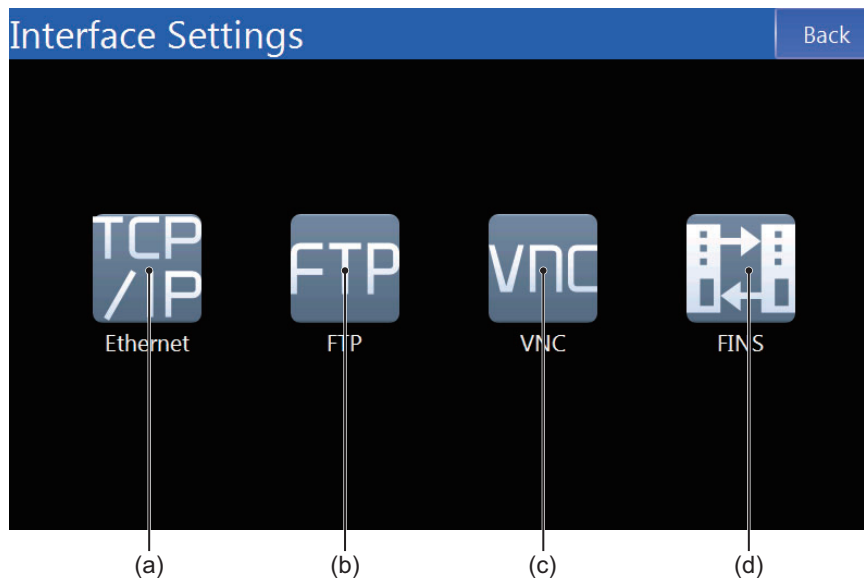 Interface Settings
Back
TCP
/IP
FTP
VNC
Ethernet
FTP
VNC
FINS
(a)
(b)
(c)
(d)